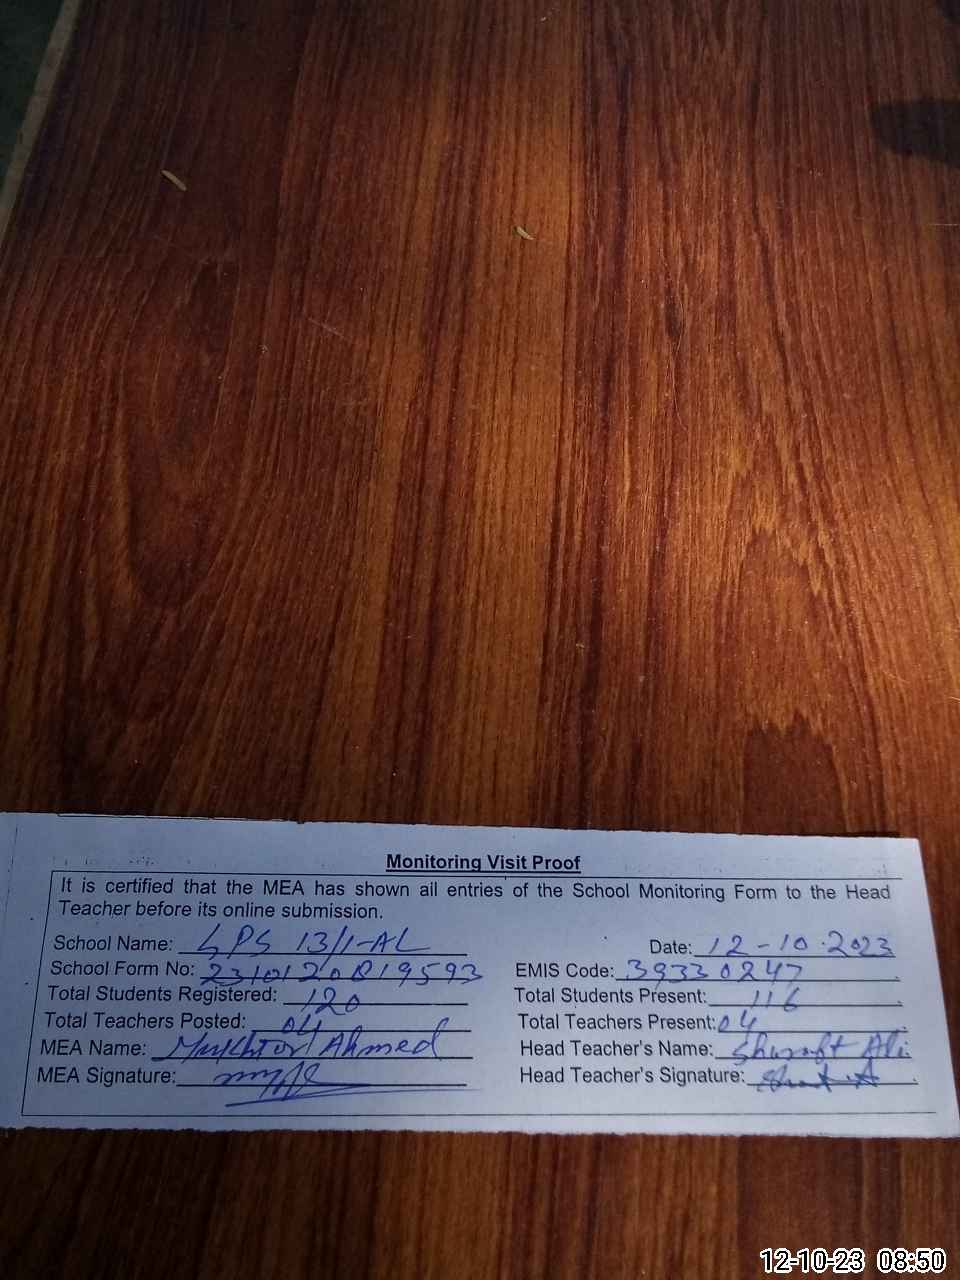 Monitoring Visit Proof
It is certified that the MEA has shown all entries of the School Monitoring Form to the Head
Teacher before its online submission.
School Name: GPS 13/1-AL Date: 12-10-2023
School Form No: EMIS Code: 39330247
Total Students Registered: 120 Total Students Present: 116
Total Teachers Posted: 04 Total Teachers Present: 04
MEA Name: Mukhtar Ahmed Head Teacher's Name: Ali
MEA Signature: Head Teacher's Signature:
12-10-23 08:50